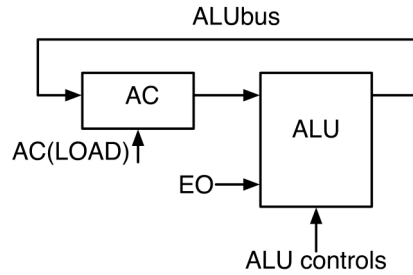 ALUbus
AC
ALU
AC(LOAD)
EO
ALU controls